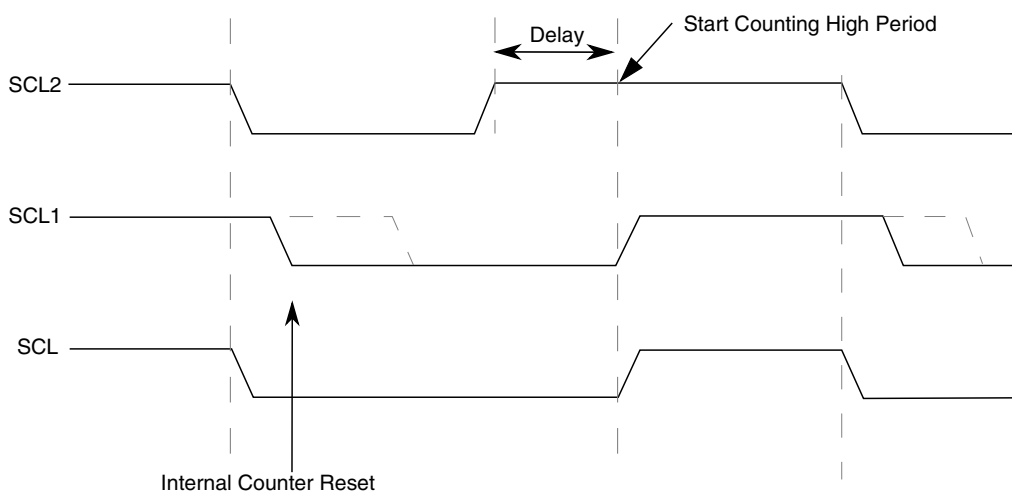 Start Counting High Period
Delay
SCL2
SCL1
SCL
Internal Counter Reset